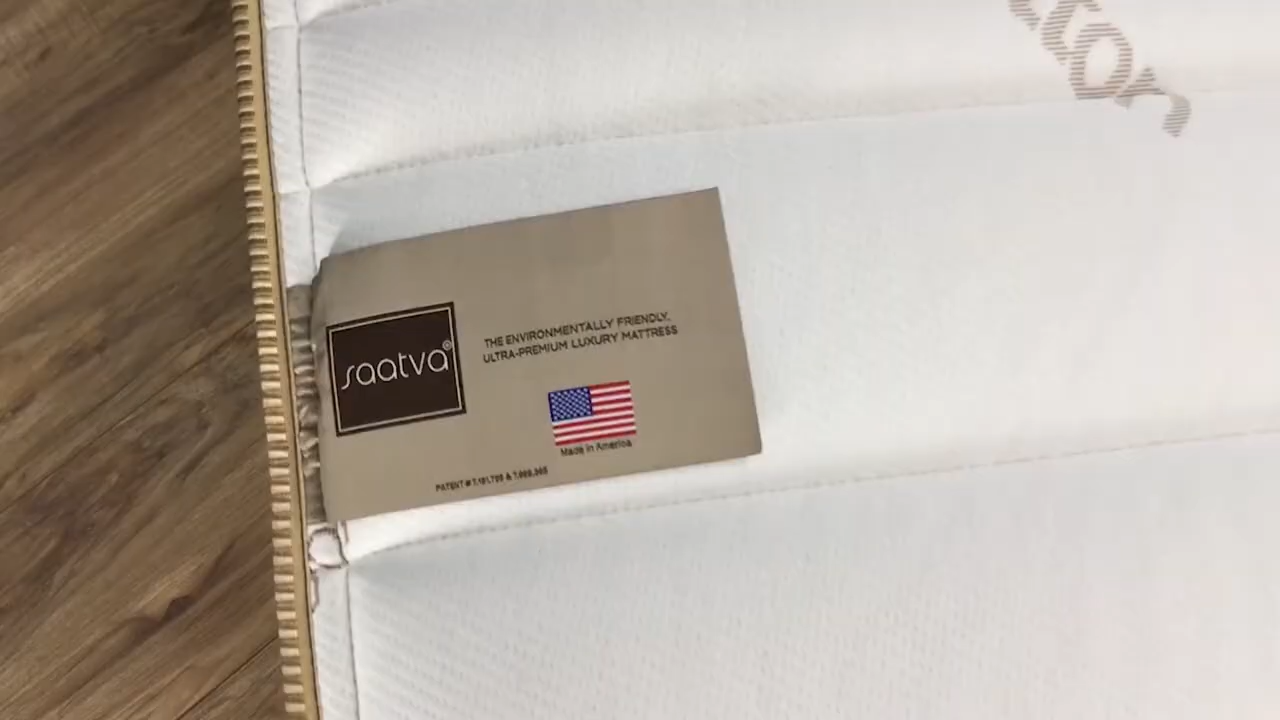 saatva®
THE ENVIRONMENTALLY FRIENDLY,
ULTRA-PREMIUM LUXURY MATTRESS
Made in America